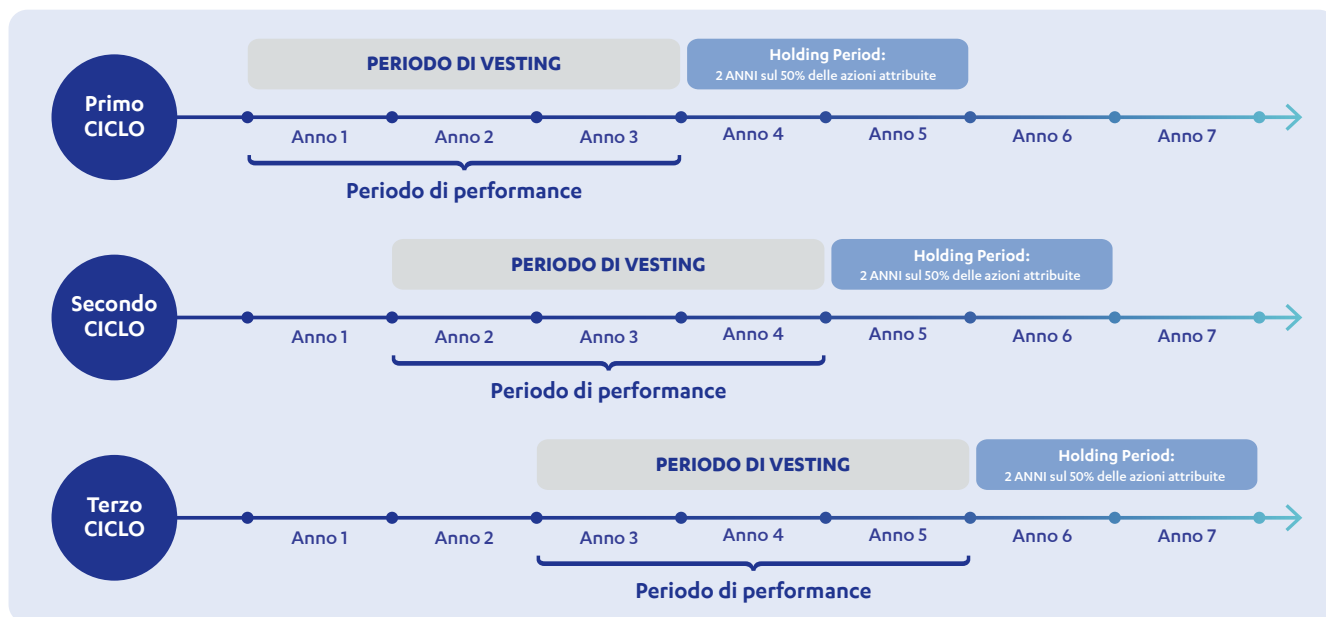 PERIODO DI VESTING
Holding Period:
2 ANNI sul 50% delle azioni attribuite
Primo
CICLO
Anno 1
Anno 2
Anno 3
Anno 4
Anno 5
Anno 6
Anno 7
Periodo di performance
PERIODO DI VESTING
Holding Period:
2 ANNI sul 50% delle azioni attribuite
Secondo
CICLO
Anno 1
Anno 2
Anno 3
Anno 4
Anno 5
Anno 6
Anno 7
Periodo di performance
PERIODO DI VESTING
Holding Period:
2 ANNI sul 50% delle azioni attribuite
Terzo
CICLO
Anno 1
Anno 2
Anno 3
Anno 4
Anno 5
Anno 6
Anno 7
Periodo di performance